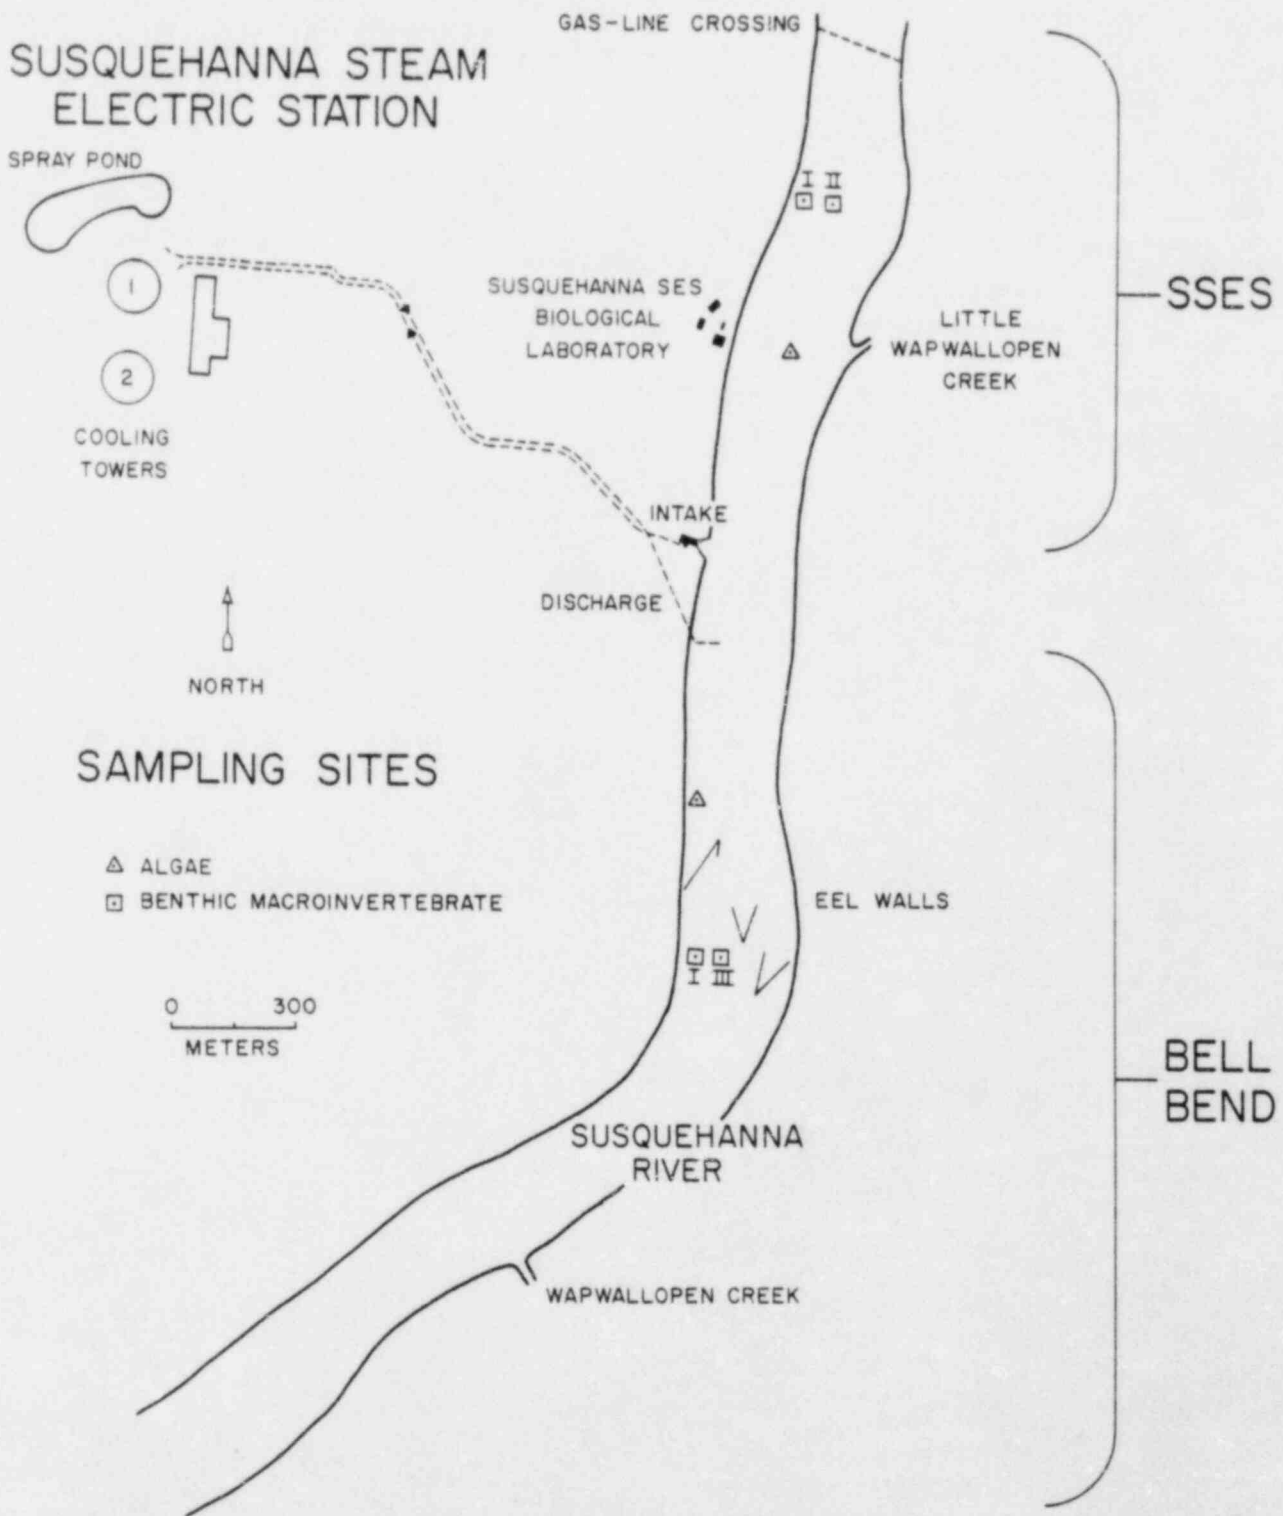 GAS-LINE CROSSING
SUSQUEHANNA STEAM
ELECTRIC STATION
SPRAY POND
I II
SUSQUEHANNA SES
BIOLOGICAL
LABORATORY
SSES
LITTLE
WAPWALLOPEN
CREEK
1
2
COOLING
TOWERS
INTAKE
DISCHARGE
NORTH
SAMPLING SITES
ALGAE
BENTHIC MACROINVERTEBRATE
EEL WALLS
I III
0 300
METERS
BELL
BEND
SUSQUEHANNA
RIVER
WAPWALLOPEN CREEK